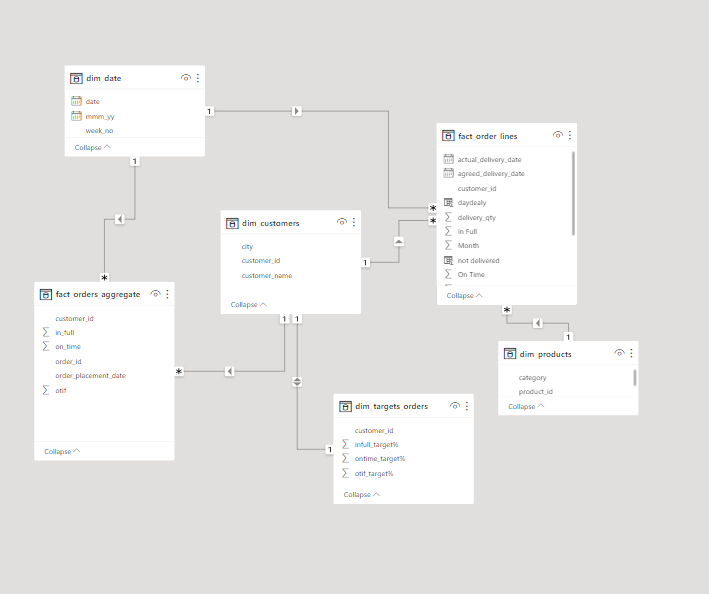 dim_date
date
mmm_yy
week_no
Collapse
1
1
*
*
*
fact_order_lines
actual_delivery_date
agreed_delivery_date
customer_id
daydealy
delivery_qty
In Full
Month
not delivered
On Time
Collapse
dim_customers
city
customer_id
customer_name
Collapse
1
1
1
*
fact_orders_aggregate
customer_id
in_full
on_time
order_id
order_placement_date
otif
Collapse
*
1
dim_products
category
product_id
Collapse
1
dim_targets_orders
customer_id
infull_target%
ontime_target%
otif_target%
Collapse